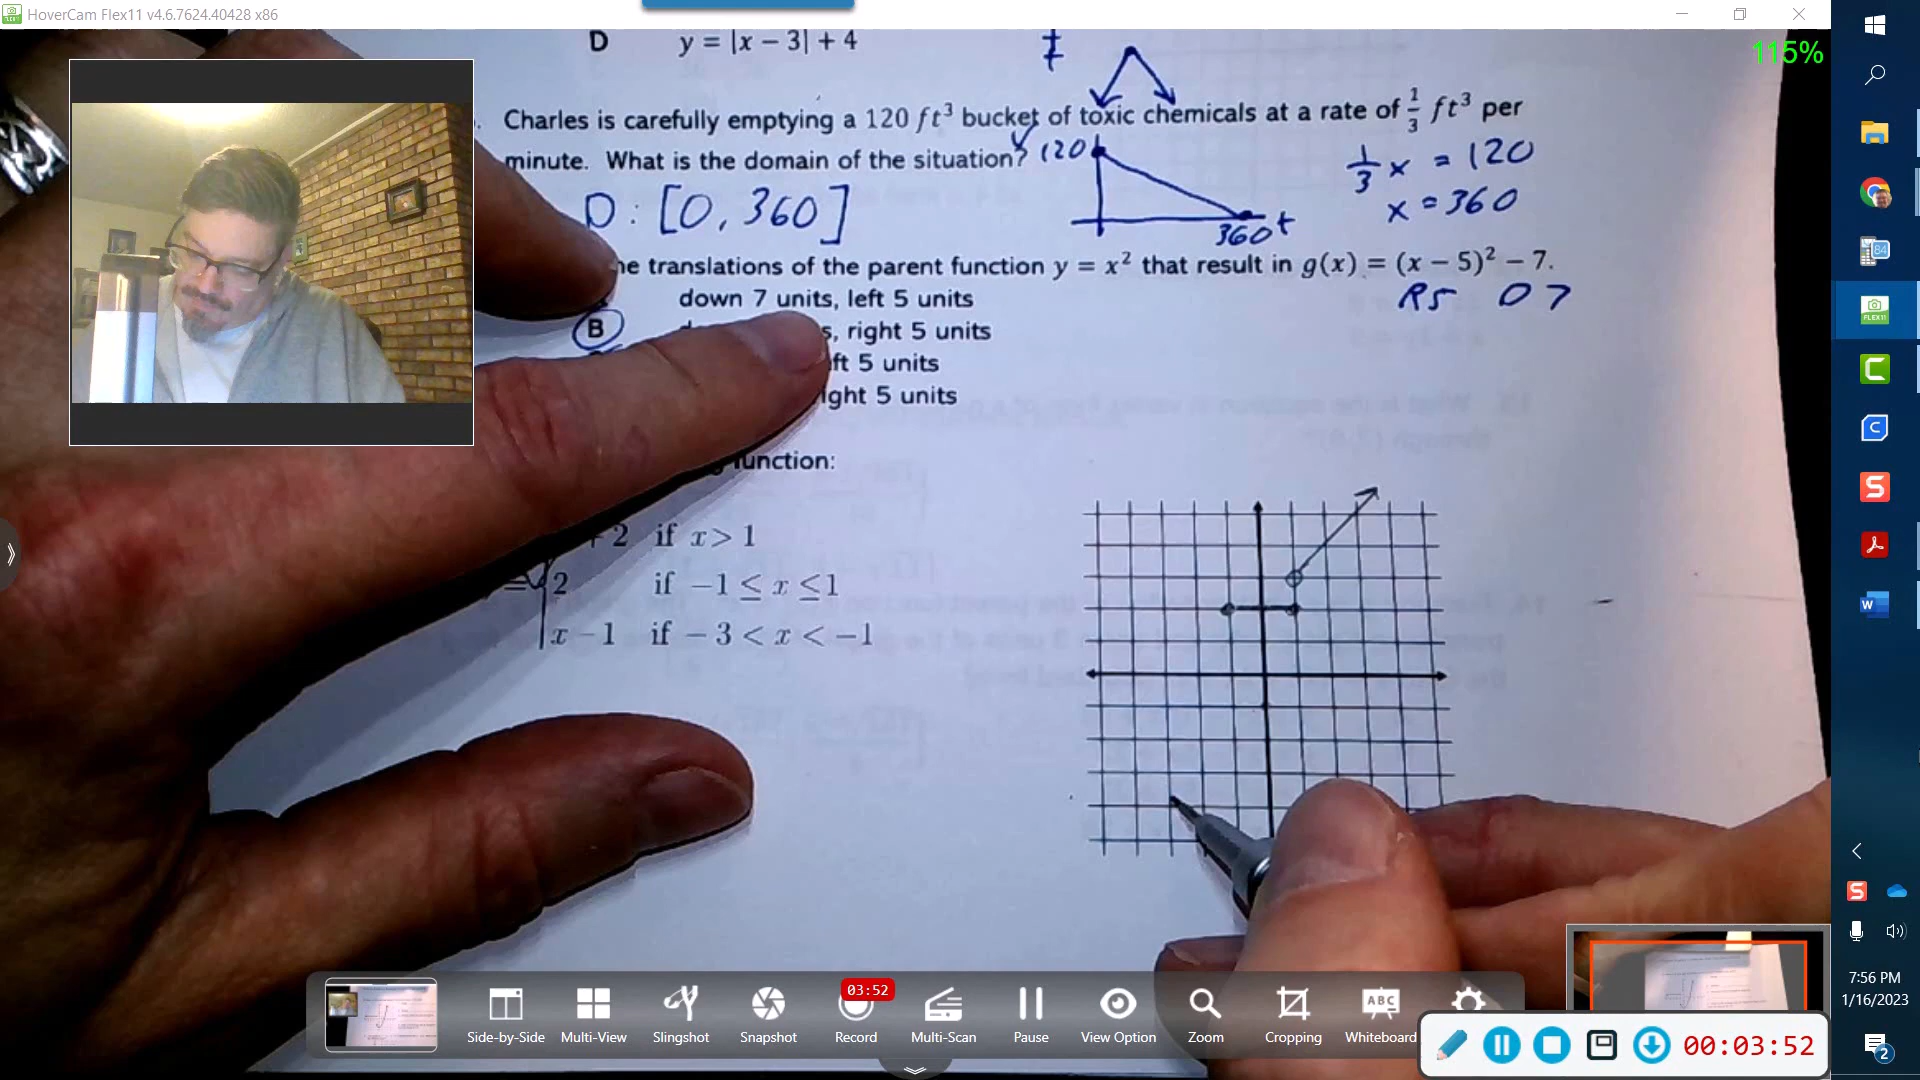 HoverCam Flex11 v4.6.7624.40428 x86
115%
D y = |x − 3| + 4
Charles is carefully emptying a 120 ft³ bucket of toxic chemicals at a rate of 1/3 ft³ per
minute. What is the domain of the situation?
120
1/3 x = 120
x = 360
D: [0, 360]
360 t
translations of the parent function y = x² that result in g(x) = (x − 5)² − 7.
R5 D7
down 7 units, left 5 units
B right 5 units
5 units
5 units
function:
+ 2 if x > 1
2 if −1 ≤ x ≤ 1
x − 1 if −3 < x < −1
Side-by-Side
Multi-View
Slingshot
Snapshot
03:52
Record
Multi-Scan
Pause
View Option
Zoom
Cropping
ABC
Whiteboard
00:03:52
84
FLEX11
7:56 PM
1/16/2023
2